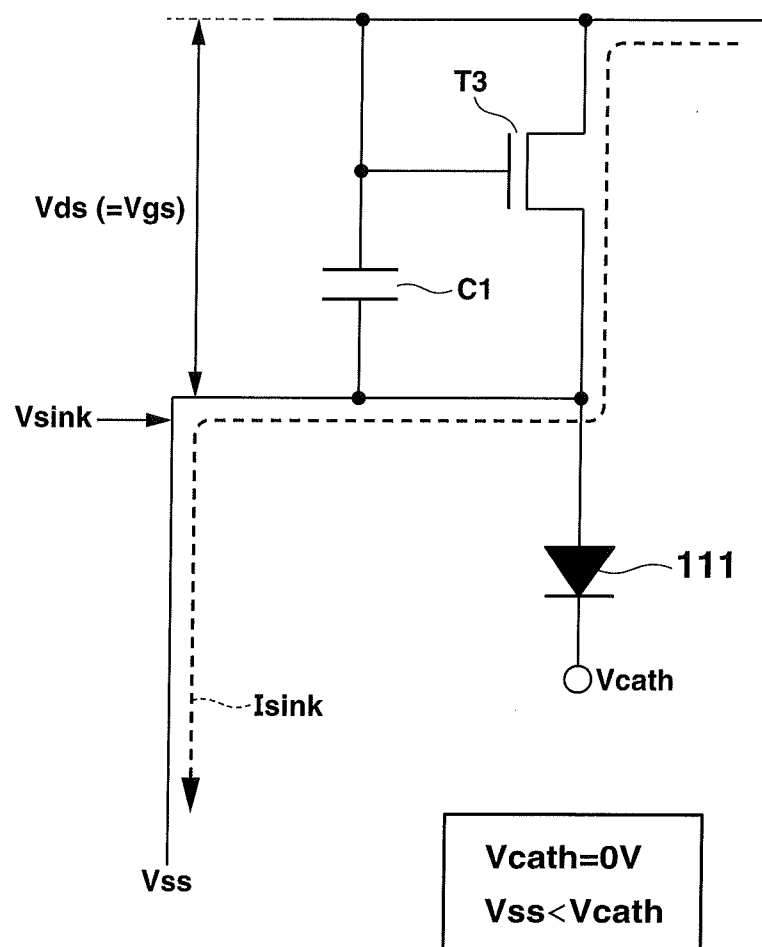 T3
Vds (=Vgs)
C1
Vsink
111
Vcath
Isink
Vss
Vcath=0V
Vss<Vcath